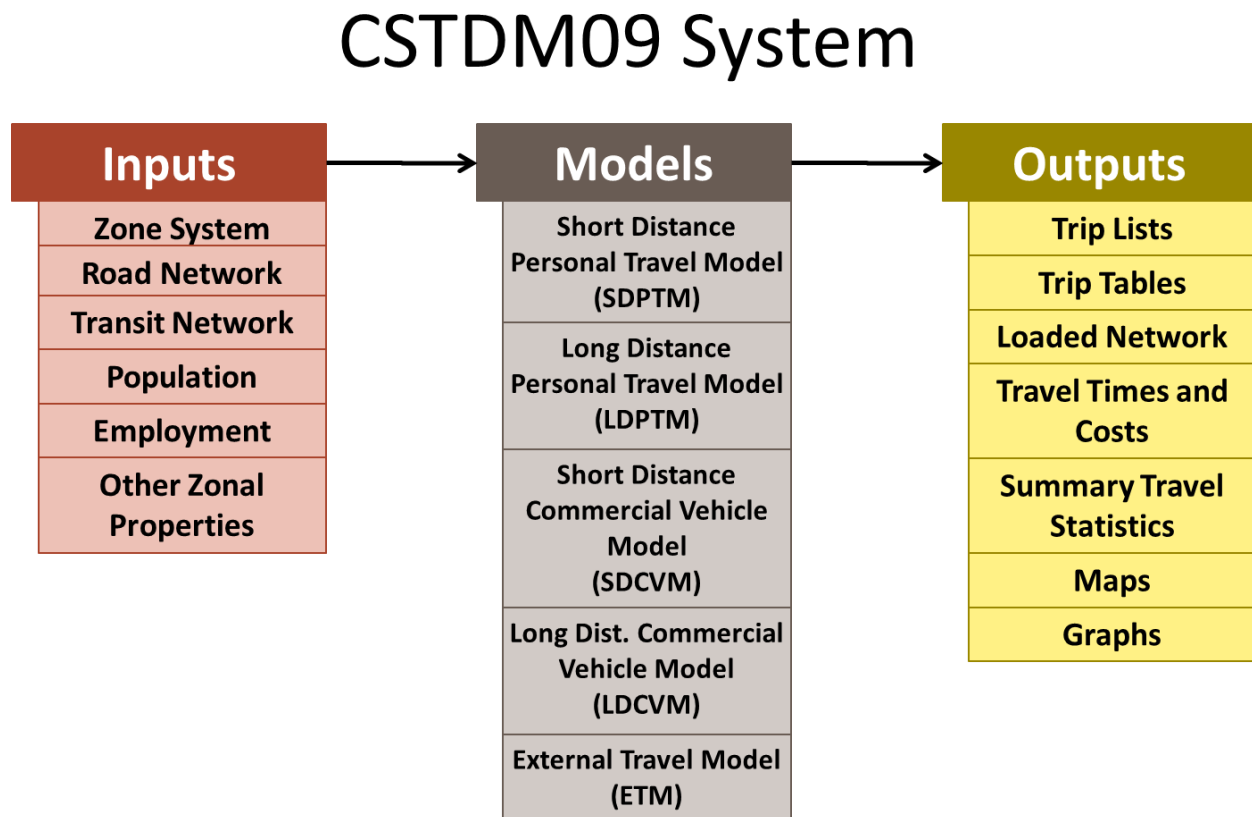 CSTDM09 System
Inputs
Zone System
Road Network
Transit Network
Population
Employment
Other Zonal
Properties
Models
Short Distance
Personal Travel Model
(SDPTM)
Long Distance
Personal Travel Model
(LDPTM)
Short Distance
Commercial Vehicle
Model
(SDCVM)
Long Dist. Commercial
Vehicle Model
(LDCVM)
External Travel Model
(ETM)
Outputs
Trip Lists
Trip Tables
Loaded Network
Travel Times and
Costs
Summary Travel
Statistics
Maps
Graphs